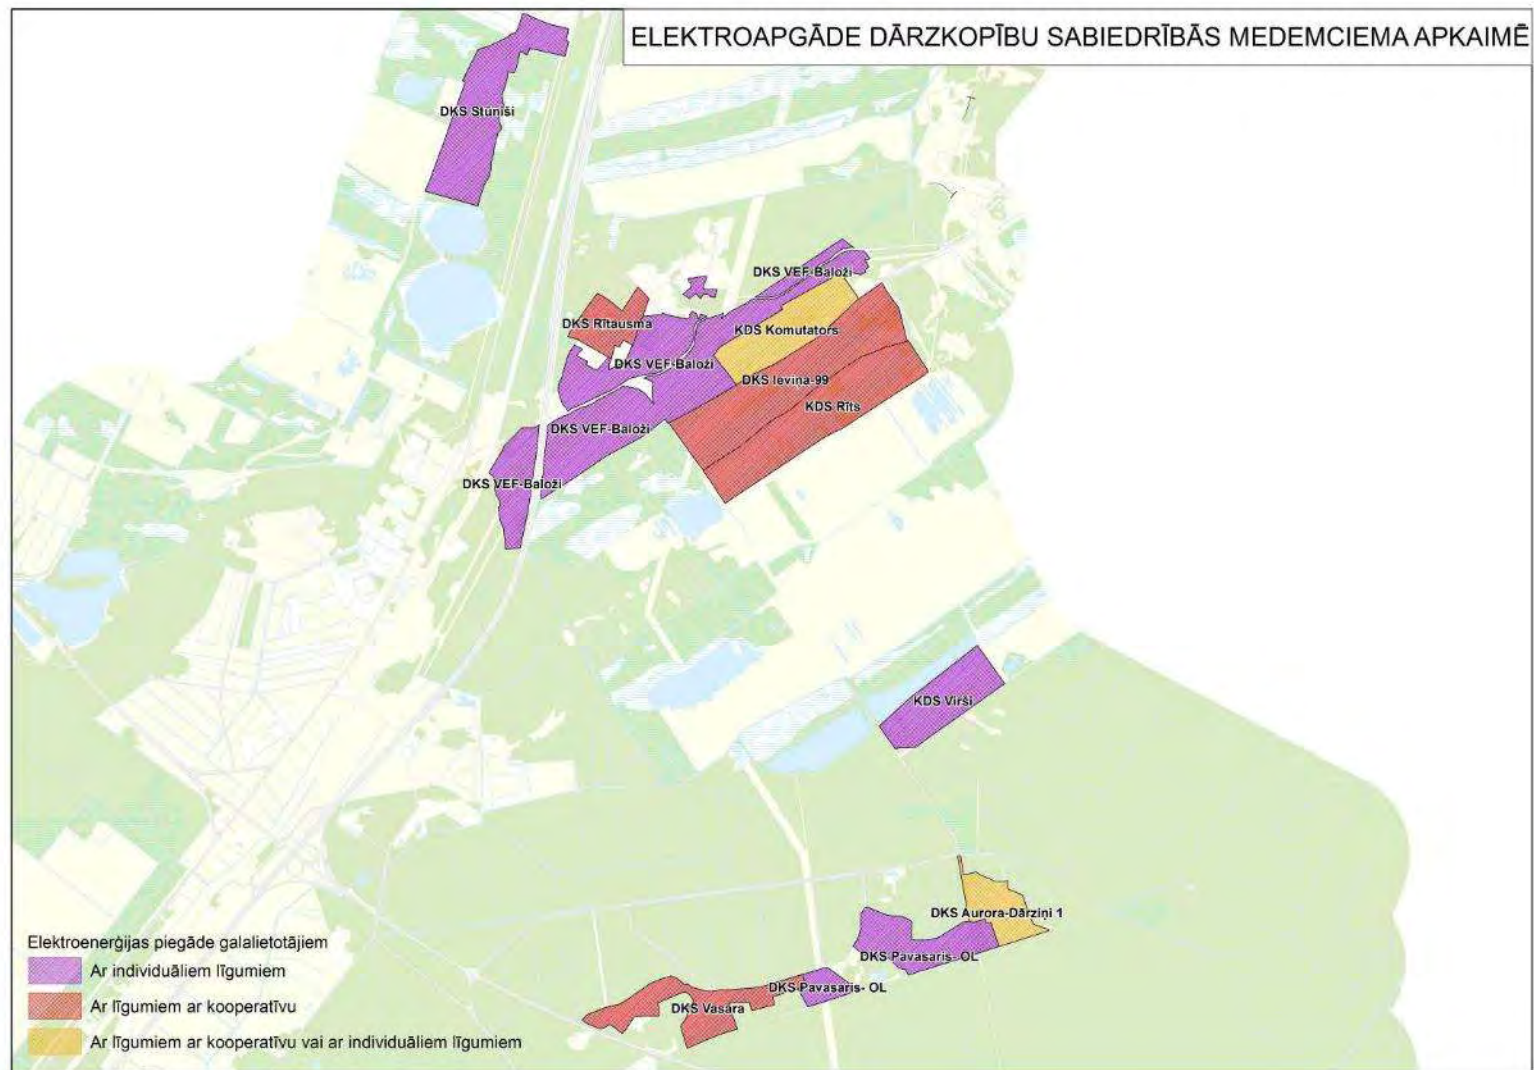 ELEKTROAPGĀDE DĀRZKOPĪBU SABIEDRĪBĀS MEDEMCIEMA APKAIMĒ
DKS Stūnīši
DKS VEF-Baloži
DKS Rītausma
KDS Komutators
DKS VEF-Baloži
DKS Ieviņa-99
KDS Rīts
DKS VEF-Baloži
DKS VEF-Baloži
KDS Virši
DKS Aurora-Dārziņi 1
DKS Pavasaris- OL
DKS Pavasaris- OL
DKS Vasara
Elektroenerģijas piegāde galalietotājiem
Ar individuāliem līgumiem
Ar līgumiem ar kooperatīvu
Ar līgumiem ar kooperatīvu vai ar individuāliem līgumiem